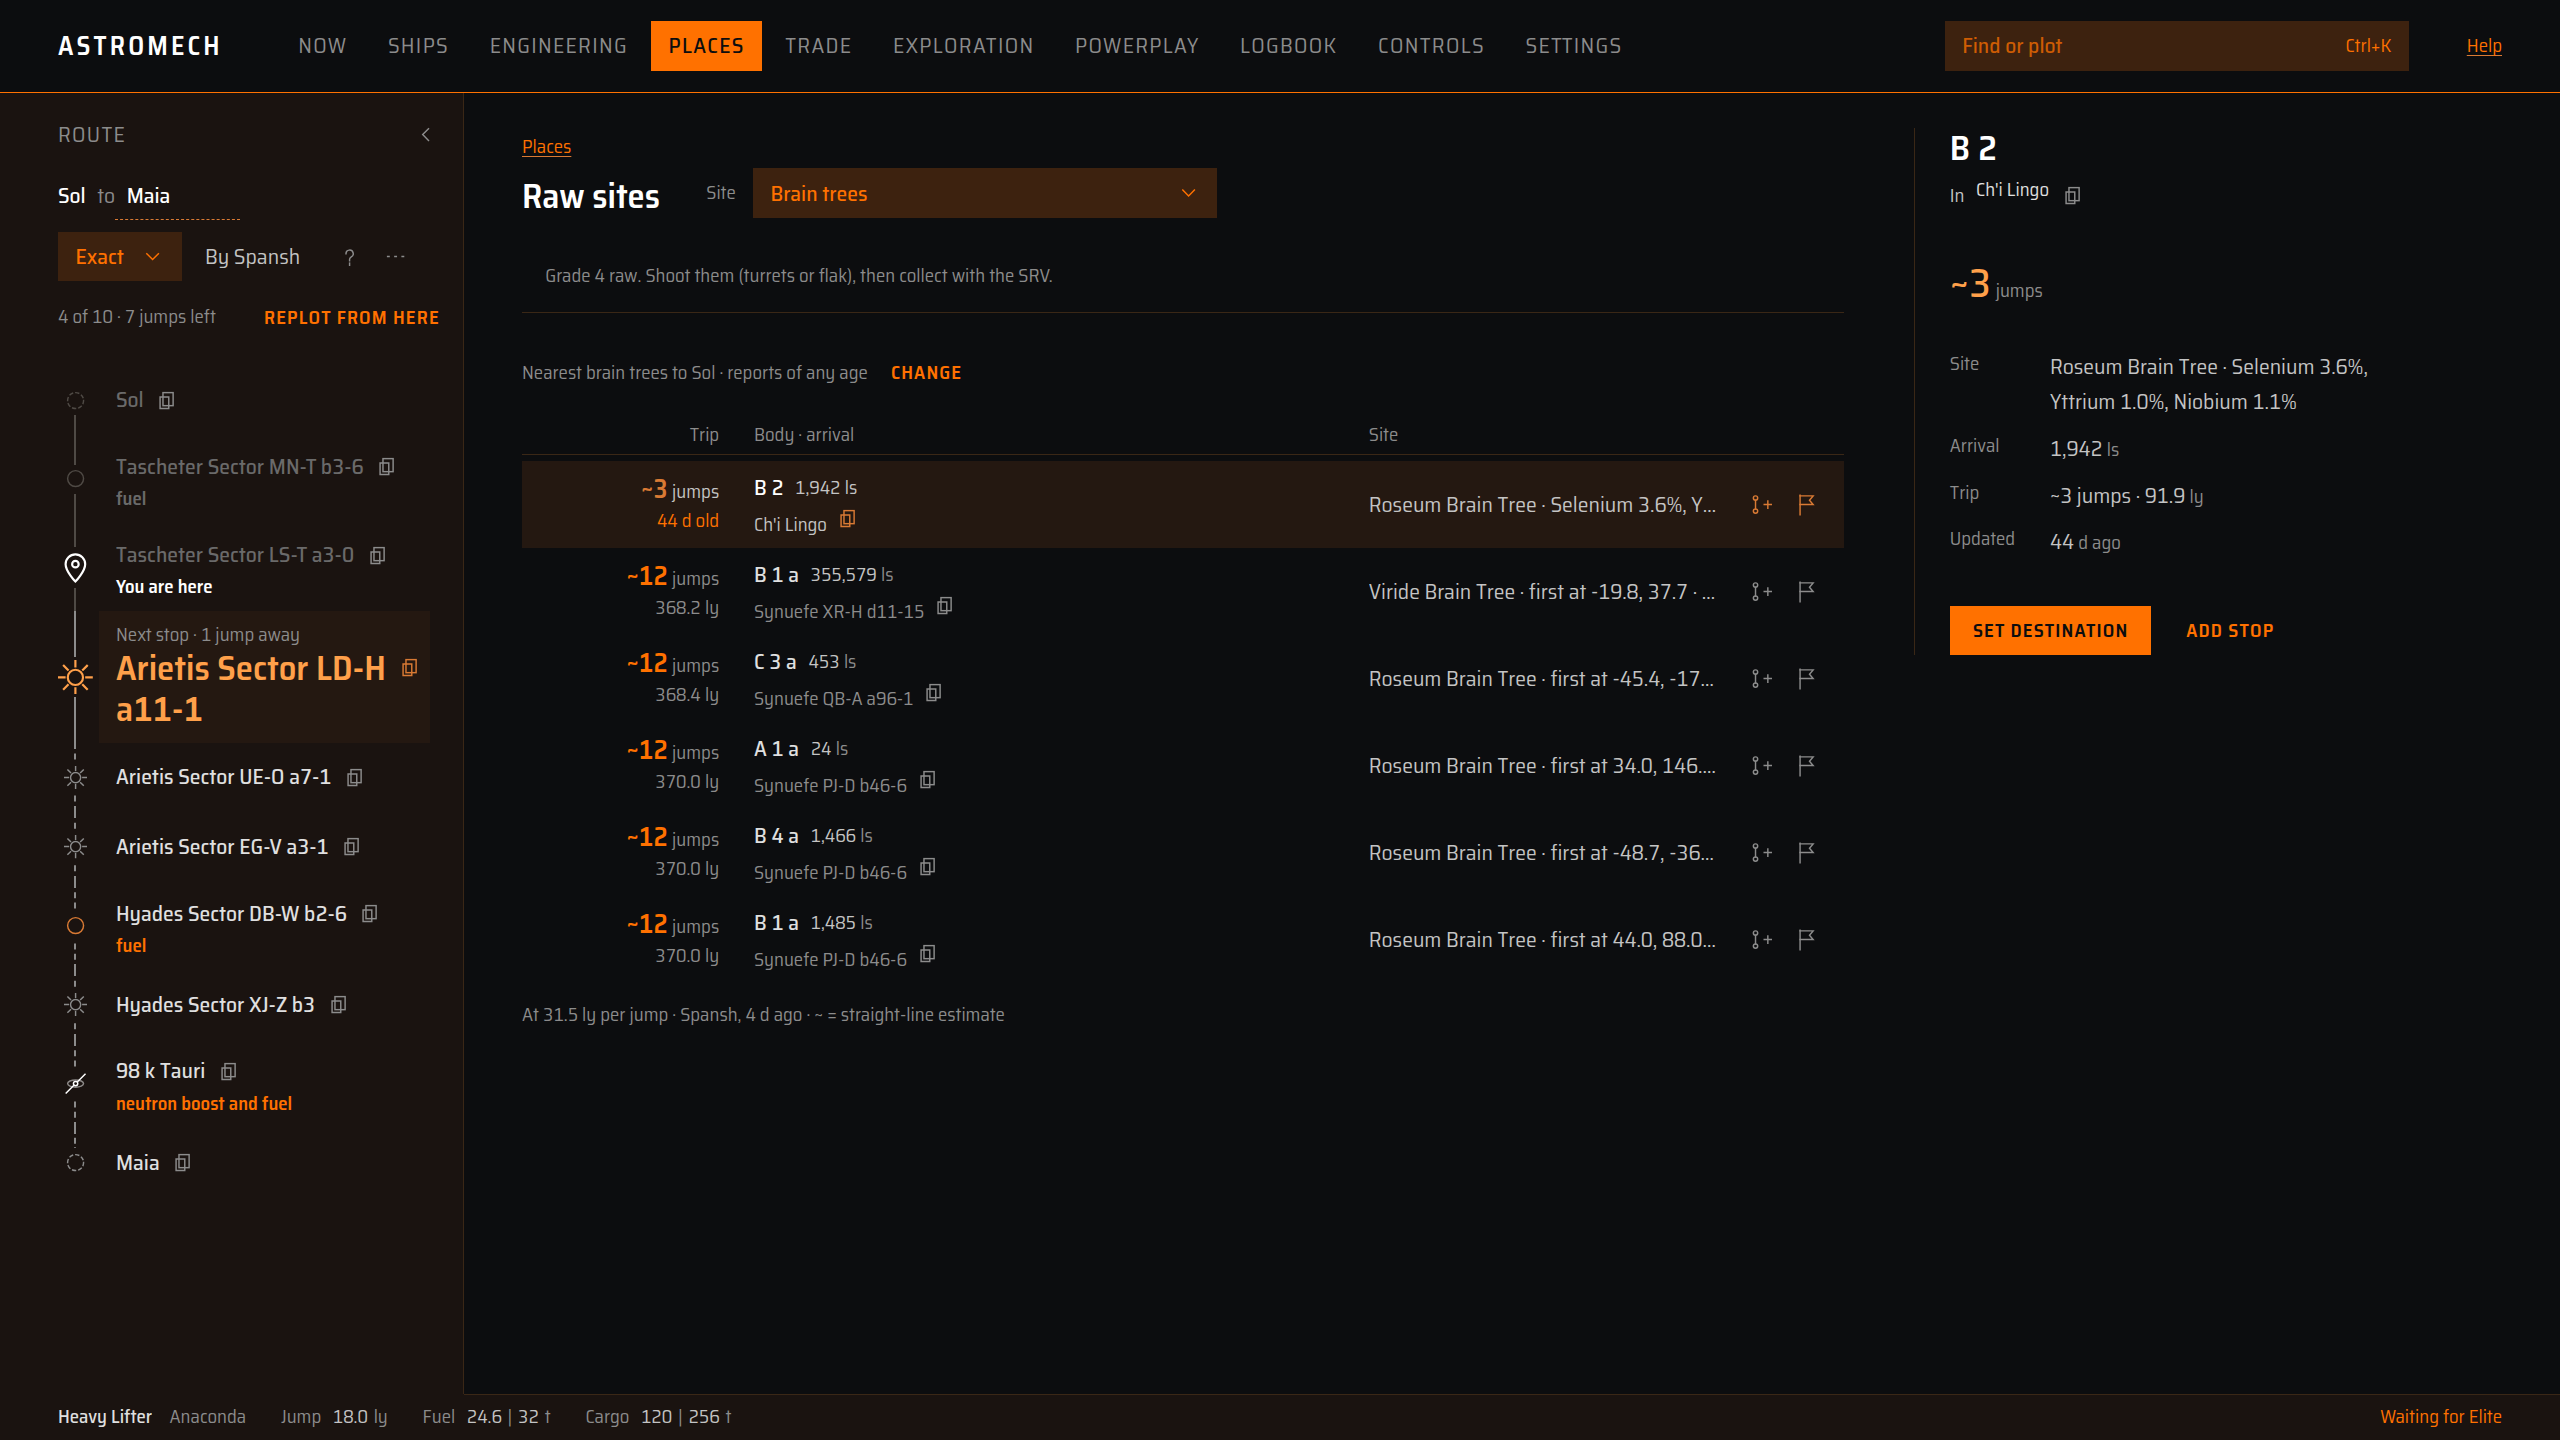 ASTROMECH
NOW SHIPS ENGINEERING PLACES TRADE EXPLORATION POWERPLAY LOGBOOK CONTROLS SETTINGS
Find or plot Ctrl+K
Help
ROUTE
Sol to Maia
Exact By Spansh ? ...
4 of 10 · 7 jumps left REPLOT FROM HERE
Sol
Tascheter Sector MN-T b3-6
fuel
Tascheter Sector LS-T a3-0
You are here
Next stop · 1 jump away
Arietis Sector LD-H
a11-1
Arietis Sector UE-O a7-1
Arietis Sector EG-V a3-1
Hyades Sector DB-W b2-6
fuel
Hyades Sector XJ-Z b3
98 k Tauri
neutron boost and fuel
Maia
Places
Raw sites Site Brain trees
Grade 4 raw. Shoot them (turrets or flak), then collect with the SRV.
Nearest brain trees to Sol · reports of any age CHANGE
Trip Body · arrival Site
~3 jumps B 2 1,942 ls
44 d old Ch'i Lingo
Roseum Brain Tree · Selenium 3.6%, Y...
~12 jumps B 1 a 355,579 ls
368.2 ly Synuefe XR-H d11-15
Viride Brain Tree · first at -19.8, 37.7 · ...
~12 jumps C 3 a 453 ls
368.4 ly Synuefe QB-A a96-1
Roseum Brain Tree · first at -45.4, -17...
~12 jumps A 1 a 24 ls
370.0 ly Synuefe PJ-D b46-6
Roseum Brain Tree · first at 34.0, 146....
~12 jumps B 4 a 1,466 ls
370.0 ly Synuefe PJ-D b46-6
Roseum Brain Tree · first at -48.7, -36...
~12 jumps B 1 a 1,485 ls
370.0 ly Synuefe PJ-D b46-6
Roseum Brain Tree · first at 44.0, 88.0...
At 31.5 ly per jump · Spansh, 4 d ago · ~ = straight-line estimate
B 2
In Ch'i Lingo
~3 jumps
Site Roseum Brain Tree · Selenium 3.6%,
Yttrium 1.0%, Niobium 1.1%
Arrival 1,942 ls
Trip ~3 jumps · 91.9 ly
Updated 44 d ago
SET DESTINATION ADD STOP
Heavy Lifter Anaconda Jump 18.0 ly Fuel 24.6 | 32 t Cargo 120 | 256 t
Waiting for Elite